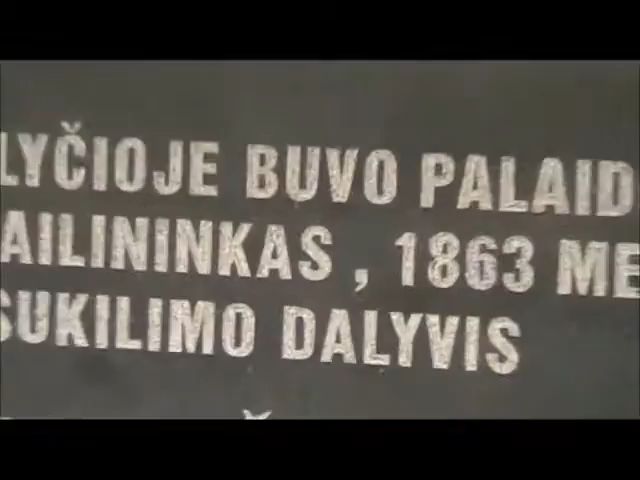 LYČIOJE BUVO PALAID
AILININKAS , 1863 ME
SUKILIMO DALYVIS